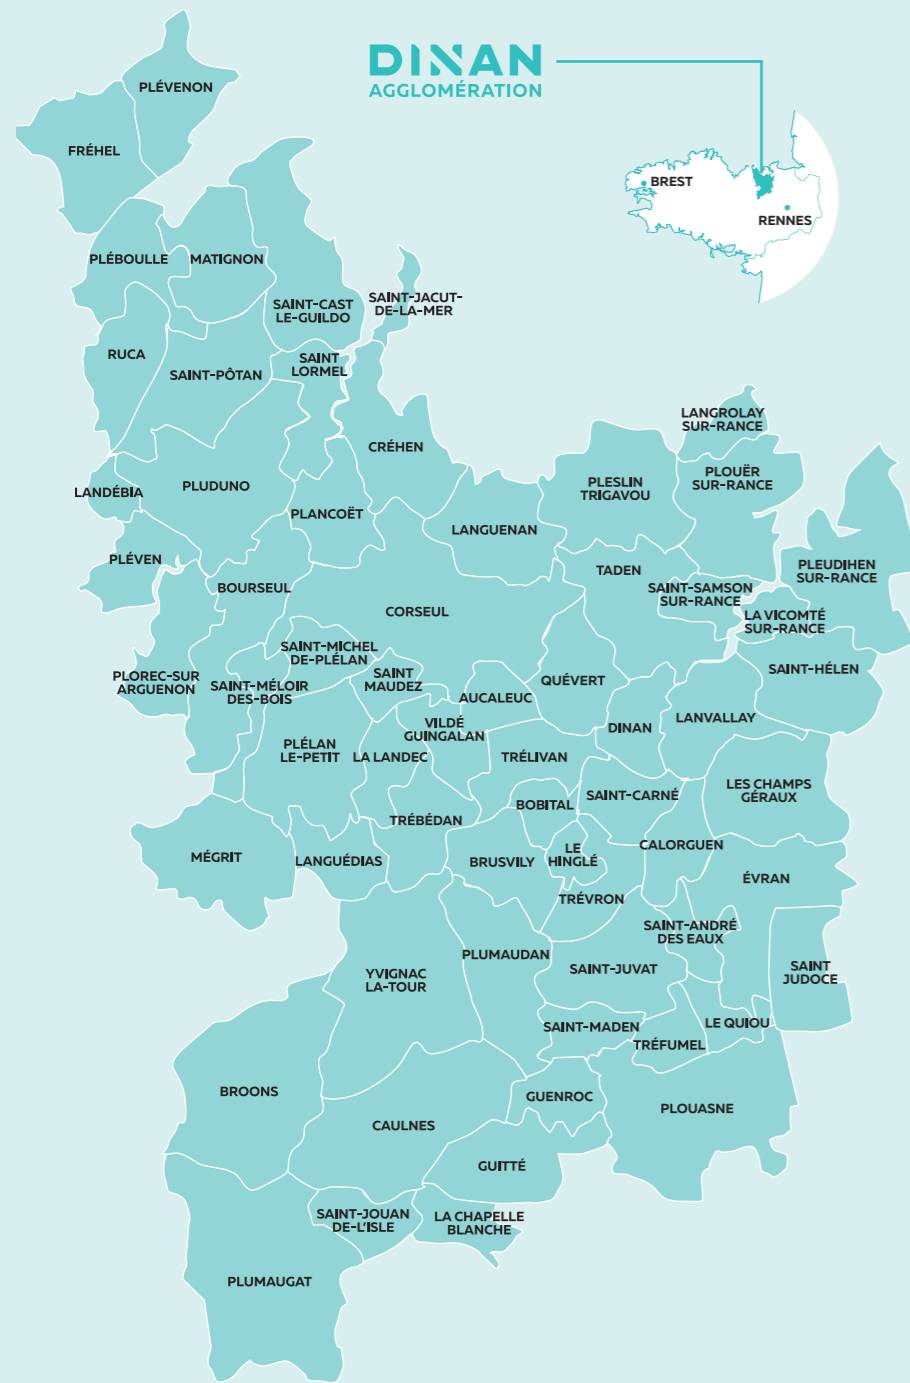 DINAN
AGGLOMÉRATION
PLÉVENON
FRÉHEL
BREST
RENNES
PLÉBOULLE
MATIGNON
SAINT-CAST
LE-GUILDO
SAINT-JACUT-
DE-LA-MER
RUCA
SAINT-PÔTAN
SAINT
LORMEL
CRÉHEN
LANGROLAY
SUR-RANCE
PLESLIN
TRIGAVOU
PLOUËR
SUR-RANCE
LANDÉBIA
PLUDUNO
PLANCOËT
LANGUENAN
PLÉVEN
BOURSEUL
CORSEUL
TADEN
SAINT-SAMSON
SUR-RANCE
PLEUDIHEN
SUR-RANCE
LA VICOMTÉ
SUR-RANCE
SAINT-MICHEL
DE-PLÉLAN
SAINT
MAUDEZ
PLOREC-SUR
ARGUENON
SAINT-MÉLOIR
DES-BOIS
AUCALEUC
QUÉVERT
SAINT-HÉLEN
VILDÉ
GUINGALAN
DINAN
LANVALLAY
PLÉLAN
LE-PETIT
LA LANDEC
TRÉLIVAN
SAINT-CARNÉ
LES CHAMPS
GÉRAUX
BOBITAL
TRÉBÉDAN
MÉGRIT
LANGUÉDIAS
BRUSVILY
LE
HINGLÉ
CALORGUEN
ÉVRAN
TRÉVRON
SAINT-ANDRÉ
DES EAUX
PLUMAUDAN
SAINT-JUVAT
SAINT
JUDOCE
YVIGNAC
LA-TOUR
SAINT-MADEN
LE QUIOU
TRÉFUMEL
BROONS
GUENROC
PLOUASNE
CAULNES
GUITTÉ
SAINT-JOUAN
DE-L'ISLE
LA CHAPELLE
BLANCHE
PLUMAUGAT